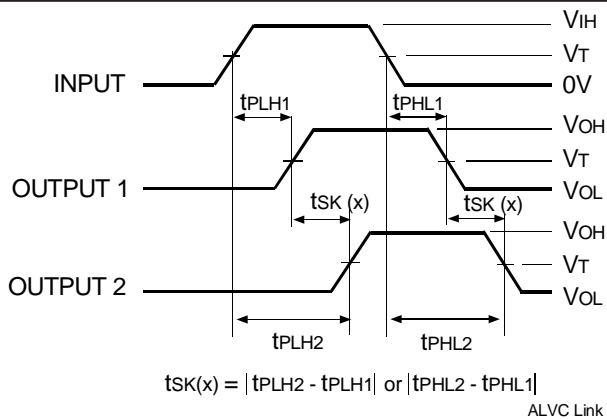 VIH
VT
INPUT
0V
tPLH1
tPHL1
VOH
VT
OUTPUT 1
VOL
tSK (x)
tSK (x)
VOH
VT
OUTPUT 2
VOL
tPLH2
tPHL2
tSK(x) = |tPLH2 - tPLH1| or |tPHL2 - tPHL1|
ALVC Link